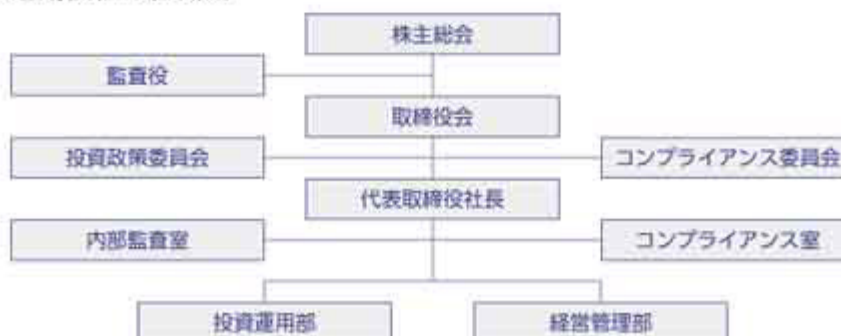 株主総会
監査役
取締役会
投資政策委員会
コンプライアンス委員会
代表取締役社長
内部監査室
コンプライアンス室
投資運用部
経営管理部